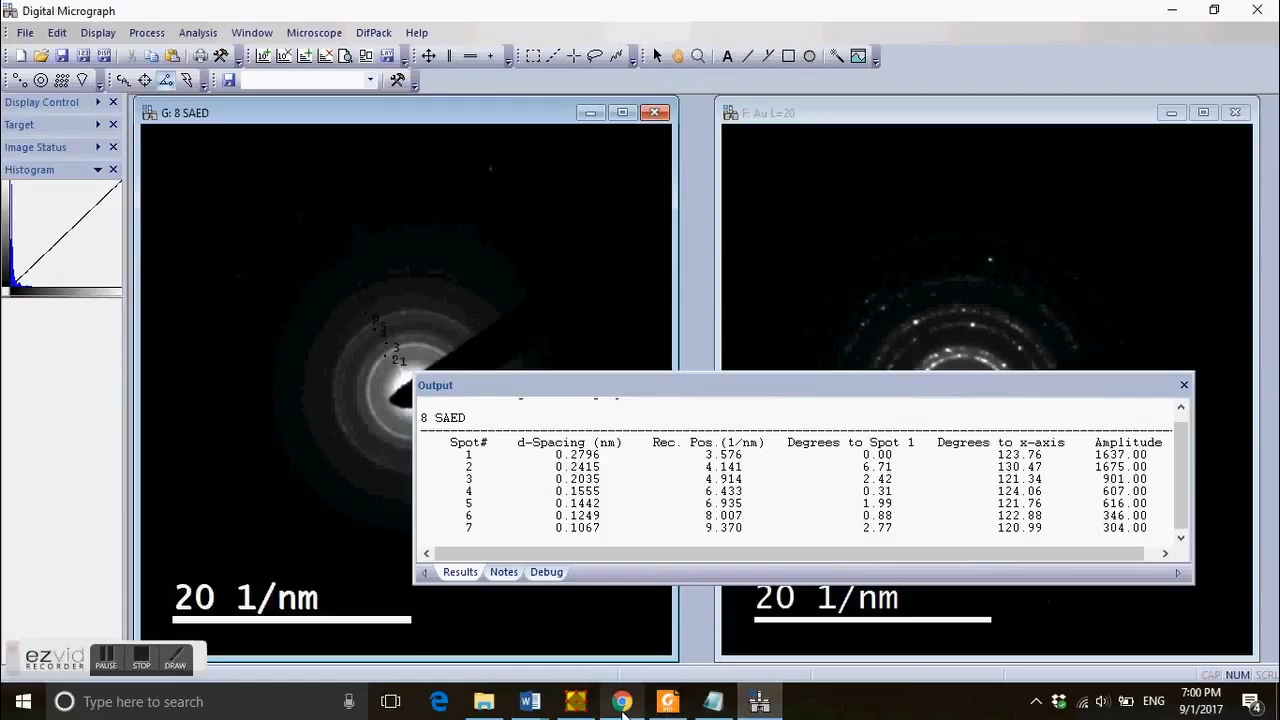 Digital Micrograph
File Edit Display Process Analysis Window Microscope DifPack Help
Display Control
Target
Image Status
Histogram
G: 8 SAED
F: Au L=20
6
5
3
2 1
Output
8 SAED
Spot# d-Spacing (nm) Rec. Pos.(1/nm) Degrees to Spot 1 Degrees to x-axis Amplitude
1 0.2796 3.576 0.00 123.76 1637.00
2 0.2415 4.141 6.71 130.47 1675.00
3 0.2035 4.914 2.42 121.34 901.00
4 0.1555 6.433 0.31 124.06 607.00
5 0.1442 6.935 1.99 121.76 616.00
6 0.1249 8.007 0.88 122.88 346.00
7 0.1067 9.370 2.77 120.99 304.00
Results Notes Debug
20 1/nm
20 1/nm
ezvid
RECORDER
PAUSE STOP DRAW
CAP NUM
Type here to search
ENG
7:00 PM
9/1/2017
4